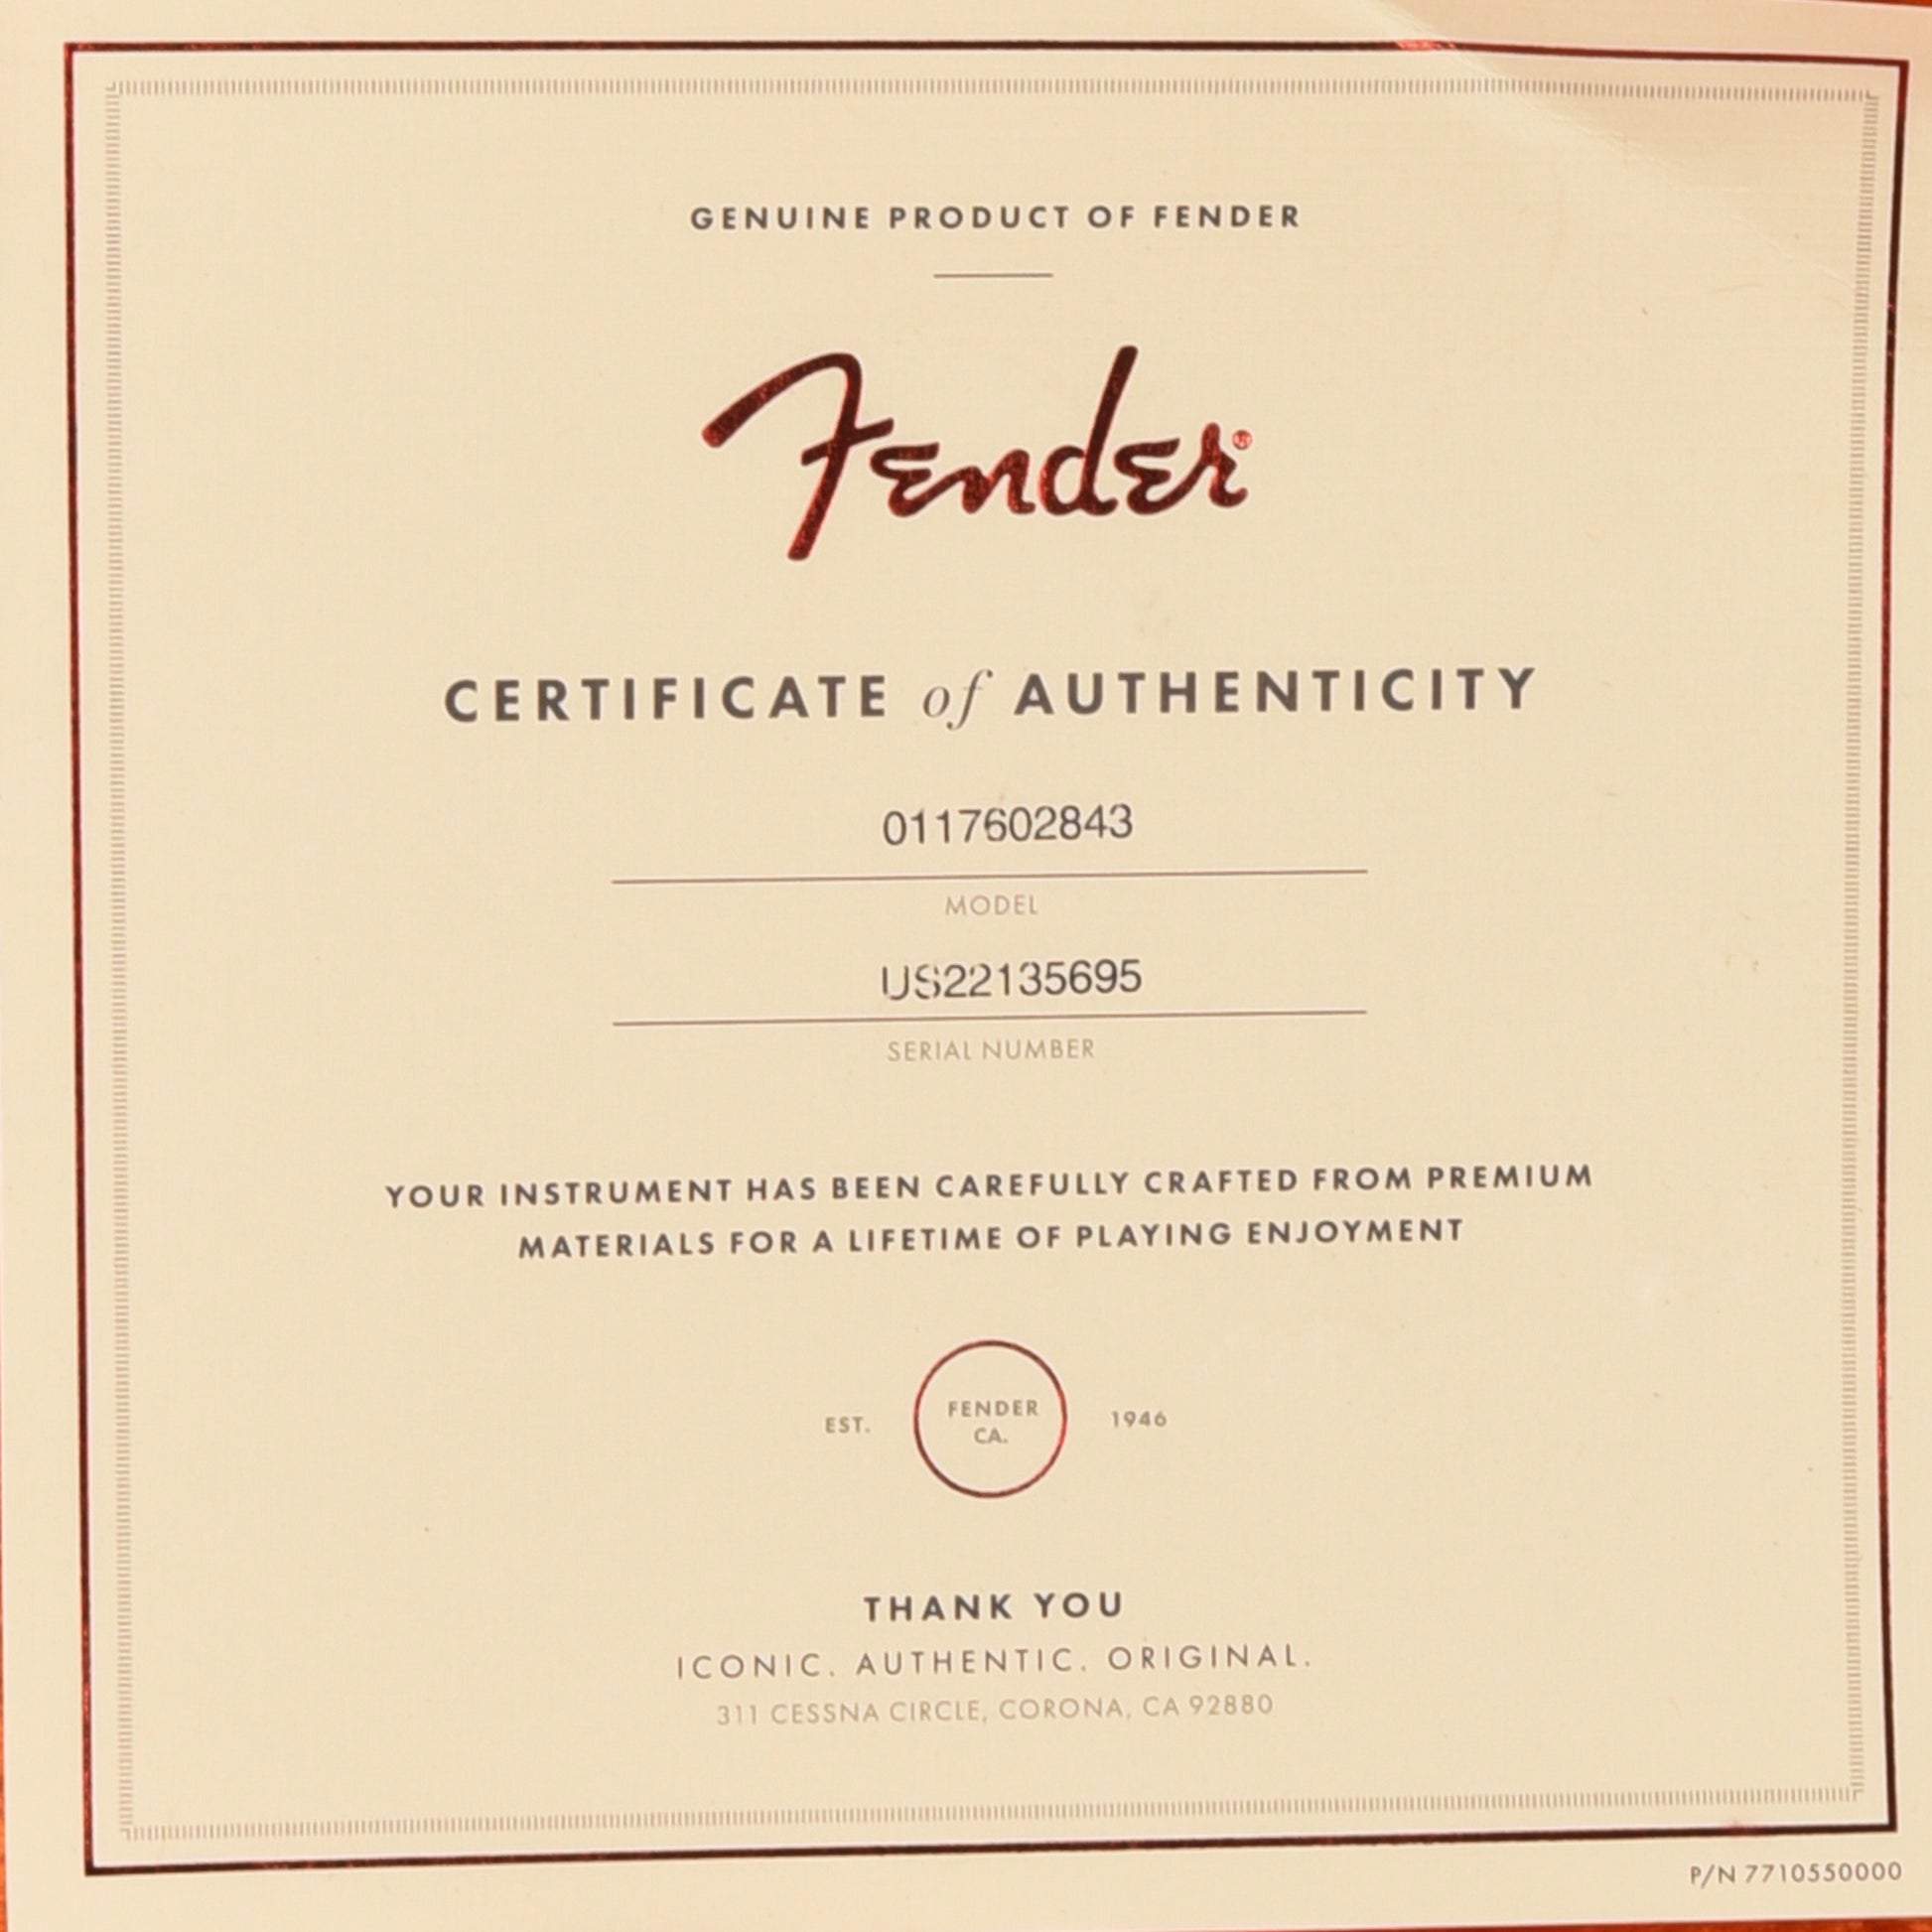 GENUINE PRODUCT OF FENDER
Fender®
CERTIFICATE of AUTHENTICITY
0117602843
MODEL
US22135695
SERIAL NUMBER
YOUR INSTRUMENT HAS BEEN CAREFULLY CRAFTED FROM PREMIUM
MATERIALS FOR A LIFETIME OF PLAYING ENJOYMENT
EST. FENDER CA. 1946
THANK YOU
ICONIC. AUTHENTIC. ORIGINAL.
311 CESSNA CIRCLE, CORONA, CA 92880
P/N 7710550000